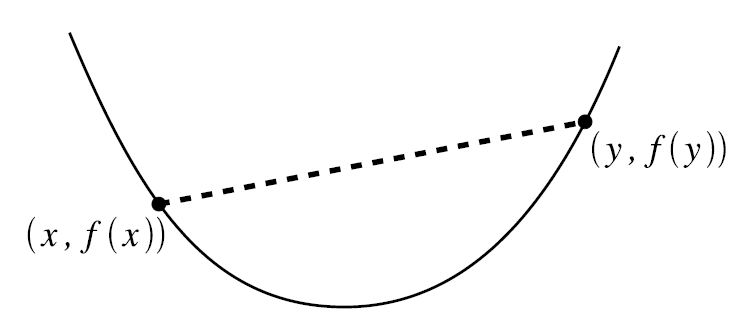 (y, f(y))
(x, f(x))